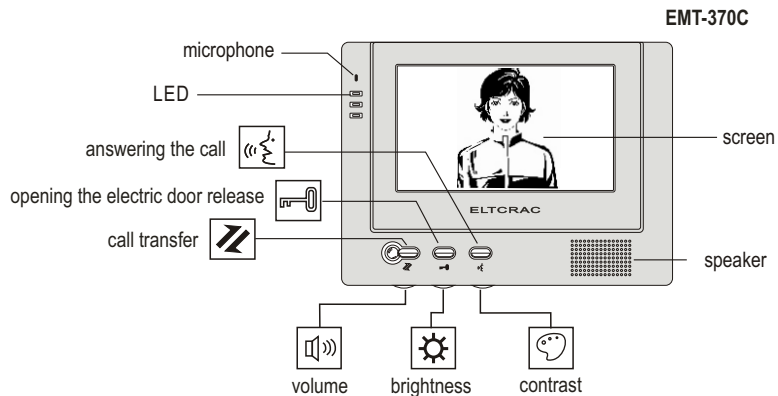 EMT-370C
microphone
LED
answering the call
screen
opening the electric door release
ELTCRAC
call transfer
speaker
volume
brightness
contrast